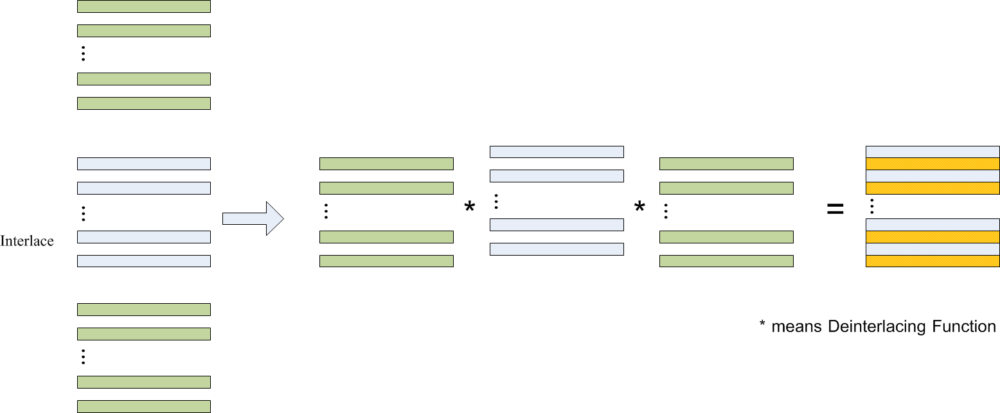 Interlace
* * =
* means Deinterlacing Function